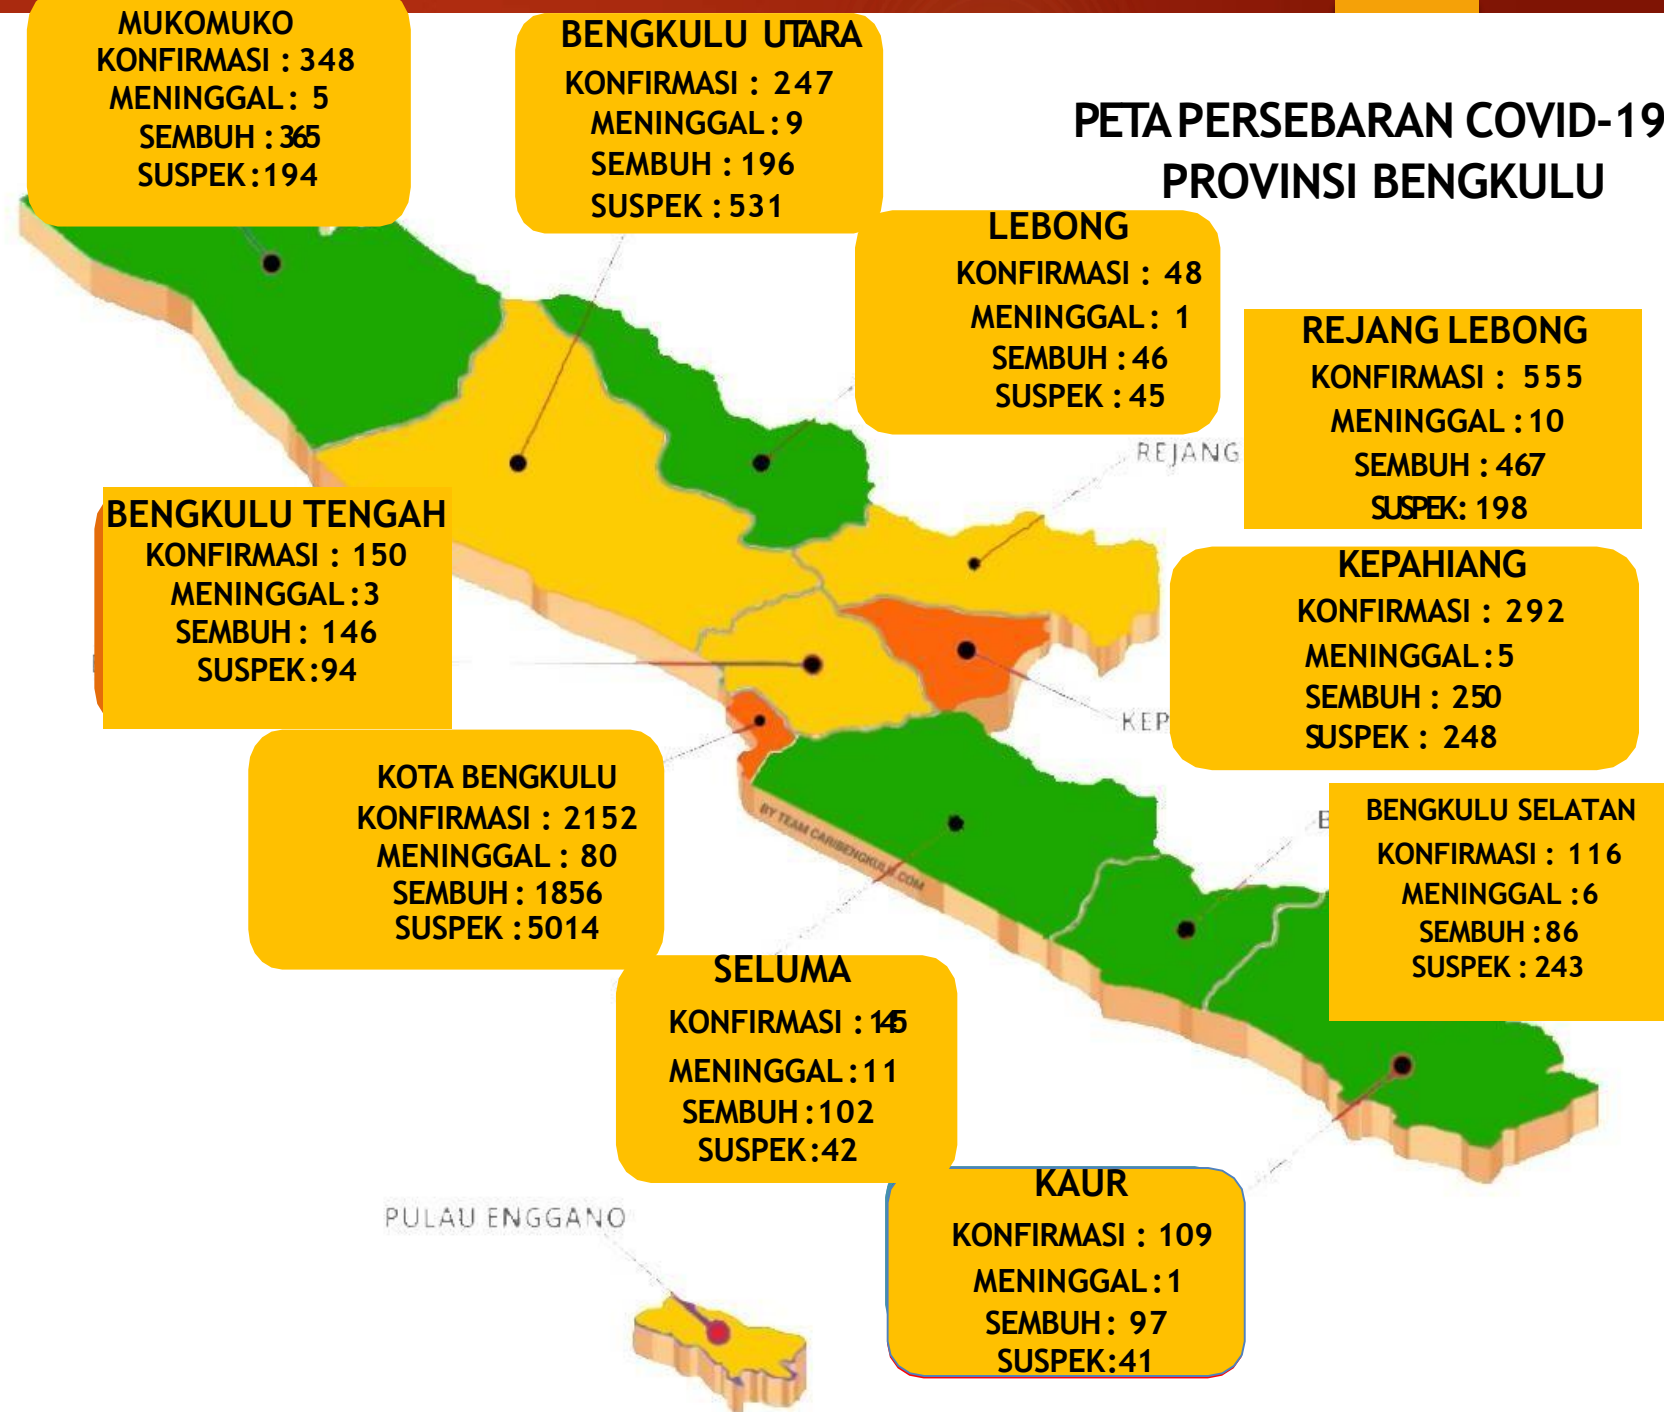 MUKOMUKO
KONFIRMASI : 348
MENINGGAL : 5
SEMBUH : 365
SUSPEK : 194
BENGKULU UTARA
KONFIRMASI : 247
MENINGGAL : 9
SEMBUH : 196
SUSPEK : 531
PETA PERSEBARAN COVID-19
PROVINSI BENGKULU
LEBONG
KONFIRMASI : 48
MENINGGAL : 1
SEMBUH : 46
SUSPEK : 45
REJANG LEBONG
KONFIRMASI : 555
MENINGGAL : 10
SEMBUH : 467
SUSPEK : 198
REJANG
BENGKULU TENGAH
KONFIRMASI : 150
MENINGGAL : 3
SEMBUH : 146
SUSPEK : 94
KEPAHIANG
KONFIRMASI : 292
MENINGGAL : 5
SEMBUH : 250
SUSPEK : 248
KEP
KOTA BENGKULU
KONFIRMASI : 2152
MENINGGAL : 80
SEMBUH : 1856
SUSPEK : 5014
BY TEAM CARIBENGKULU.COM
B
BENGKULU SELATAN
KONFIRMASI : 116
MENINGGAL : 6
SEMBUH : 86
SUSPEK : 243
SELUMA
KONFIRMASI : 145
MENINGGAL : 11
SEMBUH : 102
SUSPEK : 42
KAUR
KONFIRMASI : 109
MENINGGAL : 1
SEMBUH : 97
SUSPEK : 41
PULAU ENGGANO